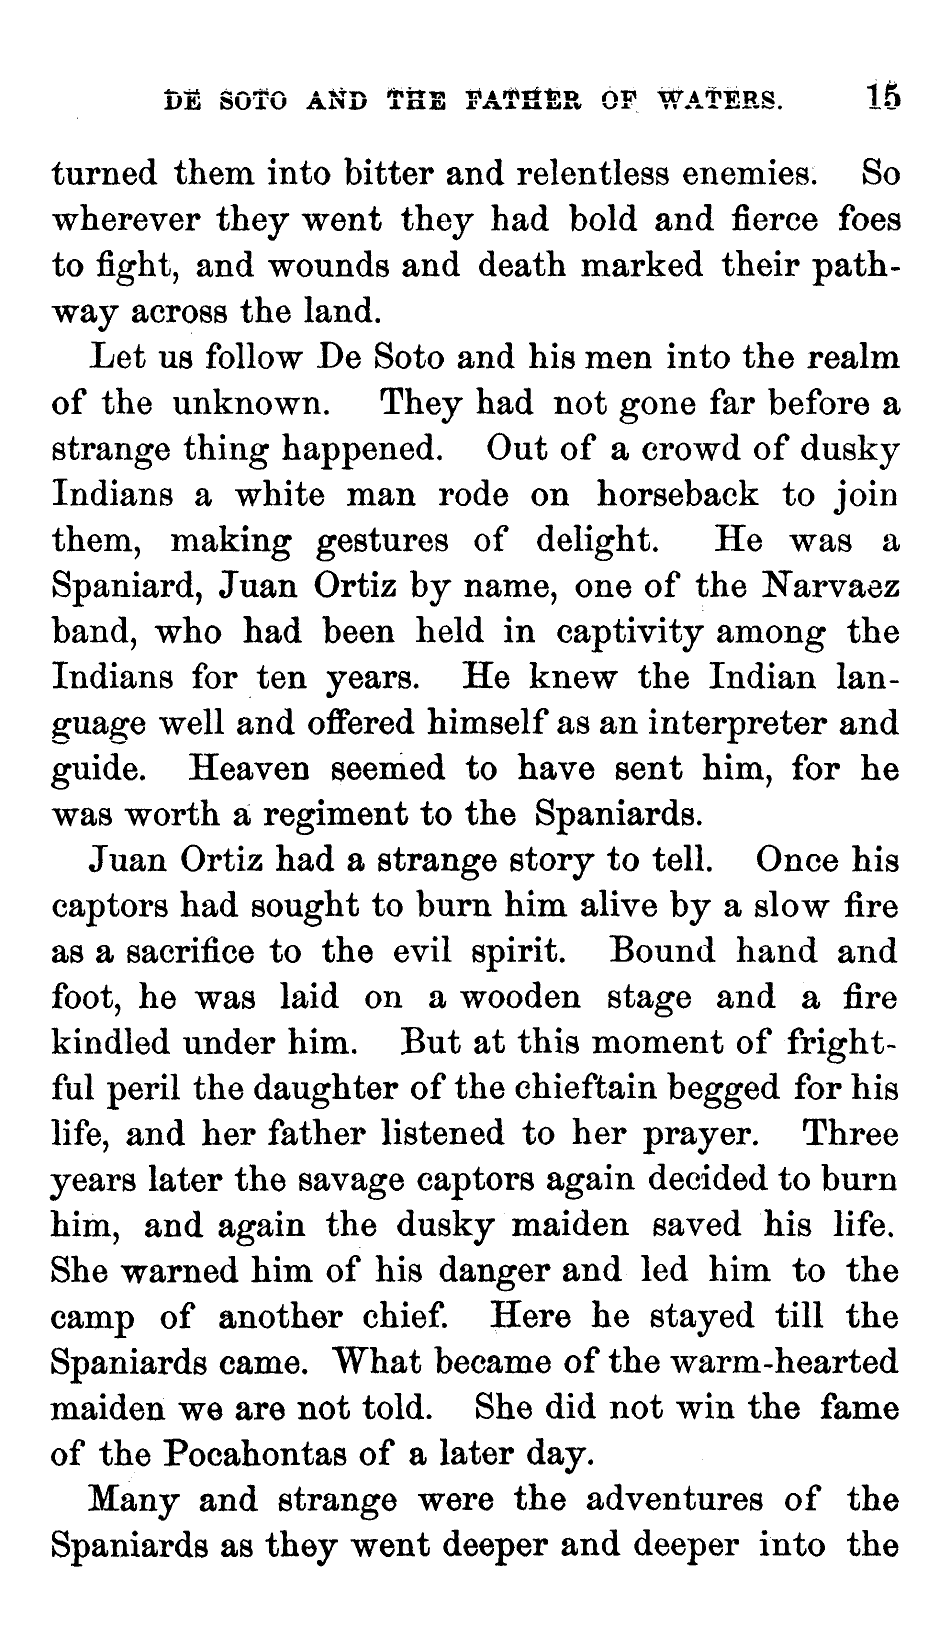 DE SOTO AND THE FATHER OF WATERS. 15
turned them into bitter and relentless enemies. So
wherever they went they had bold and fierce foes
to fight, and wounds and death marked their path-
way across the land.
Let us follow De Soto and his men into the realm
of the unknown. They had not gone far before a
strange thing happened. Out of a crowd of dusky
Indians a white man rode on horseback to join
them, making gestures of delight. He was a
Spaniard, Juan Ortiz by name, one of the Narvaez
band, who had been held in captivity among the
Indians for ten years. He knew the Indian lan-
guage well and offered himself as an interpreter and
guide. Heaven seemed to have sent him, for he
was worth a regiment to the Spaniards.
Juan Ortiz had a strange story to tell. Once his
captors had sought to burn him alive by a slow fire
as a sacrifice to the evil spirit. Bound hand and
foot, he was laid on a wooden stage and a fire
kindled under him. But at this moment of fright-
ful peril the daughter of the chieftain begged for his
life, and her father listened to her prayer. Three
years later the savage captors again decided to burn
him, and again the dusky maiden saved his life.
She warned him of his danger and led him to the
camp of another chief. Here he stayed till the
Spaniards came. What became of the warm-hearted
maiden we are not told. She did not win the fame
of the Pocahontas of a later day.
Many and strange were the adventures of the
Spaniards as they went deeper and deeper into the